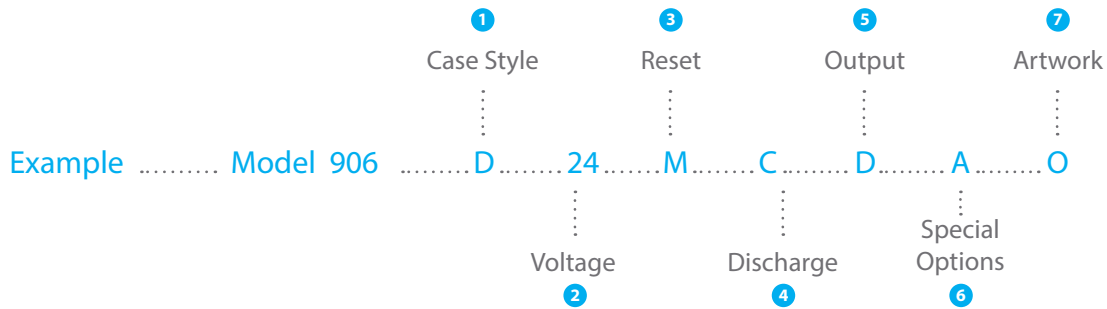 1 3 5 7
Case Style Reset Output Artwork
Example ......... Model 906 ........D........24.......M........C........D........A........O
Special
Voltage Discharge Options
2 4 6